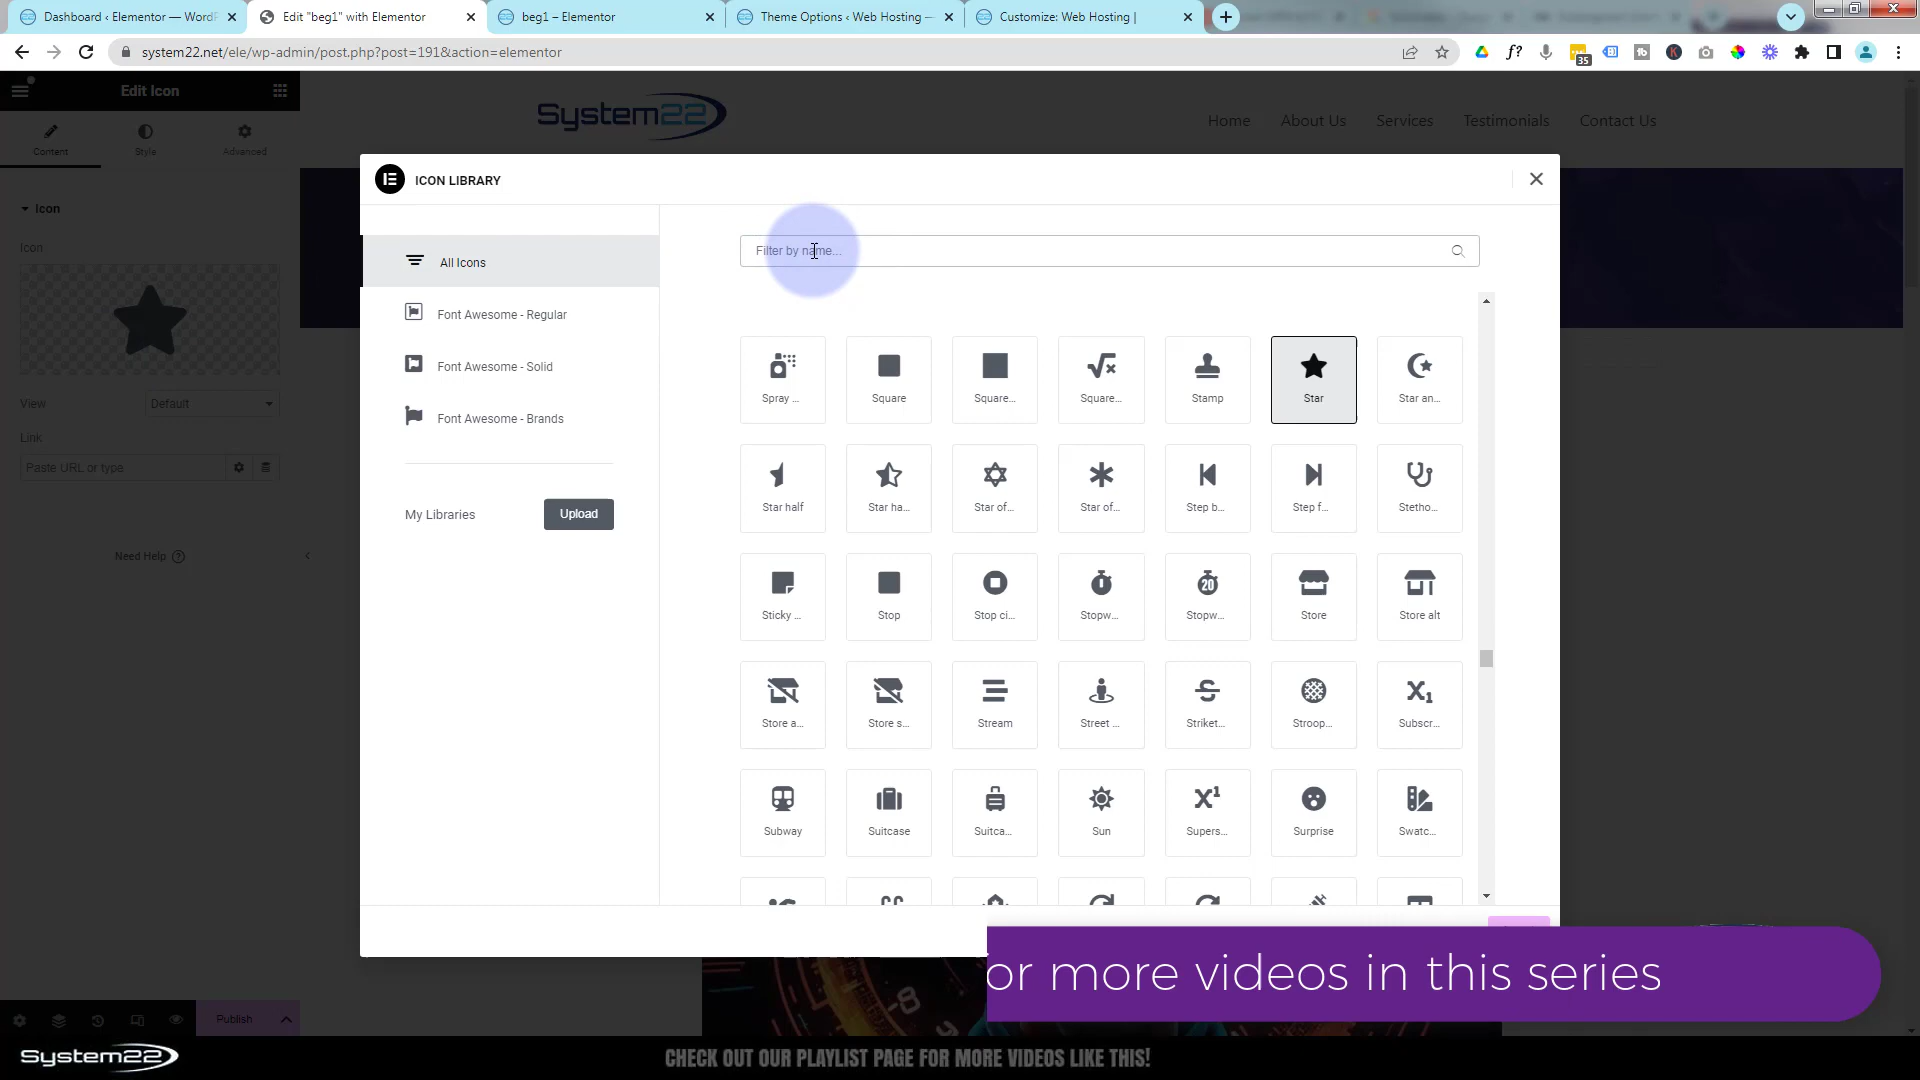 Dashboard ‹ Elementor — WordP
Edit "beg1" with Elementor
beg1 – Elementor
Theme Options ‹ Web Hosting —
Customize: Web Hosting |
system22.net/ele/wp-admin/post.php?post=191&action=elementor
35
Edit Icon
Content
Style
Advanced
System22
Home
About Us
Services
Testimonials
Contact Us
Icon
Icon
View
Default
Link
Paste URL or type
Need Help
ICON LIBRARY
All Icons
Font Awesome - Regular
Font Awesome - Solid
Font Awesome - Brands
My Libraries
Upload
Filter by name...
Spray ...
Square
Square...
Square...
Stamp
Star
Star an...
Star half
Star ha...
Star of...
Star of...
Step b...
Step f...
Stetho...
Sticky ...
Stop
Stop ci...
Stopw...
Stopw...
Store
Store alt
Store a...
Store s...
Stream
Street ...
Striket...
Stroop...
Subscr...
Subway
Suitcase
Suitca...
Sun
Supers...
Surprise
Swatc...
or more videos in this series
Publish
System22
CHECK OUT OUR PLAYLIST PAGE FOR MORE VIDEOS LIKE THIS!